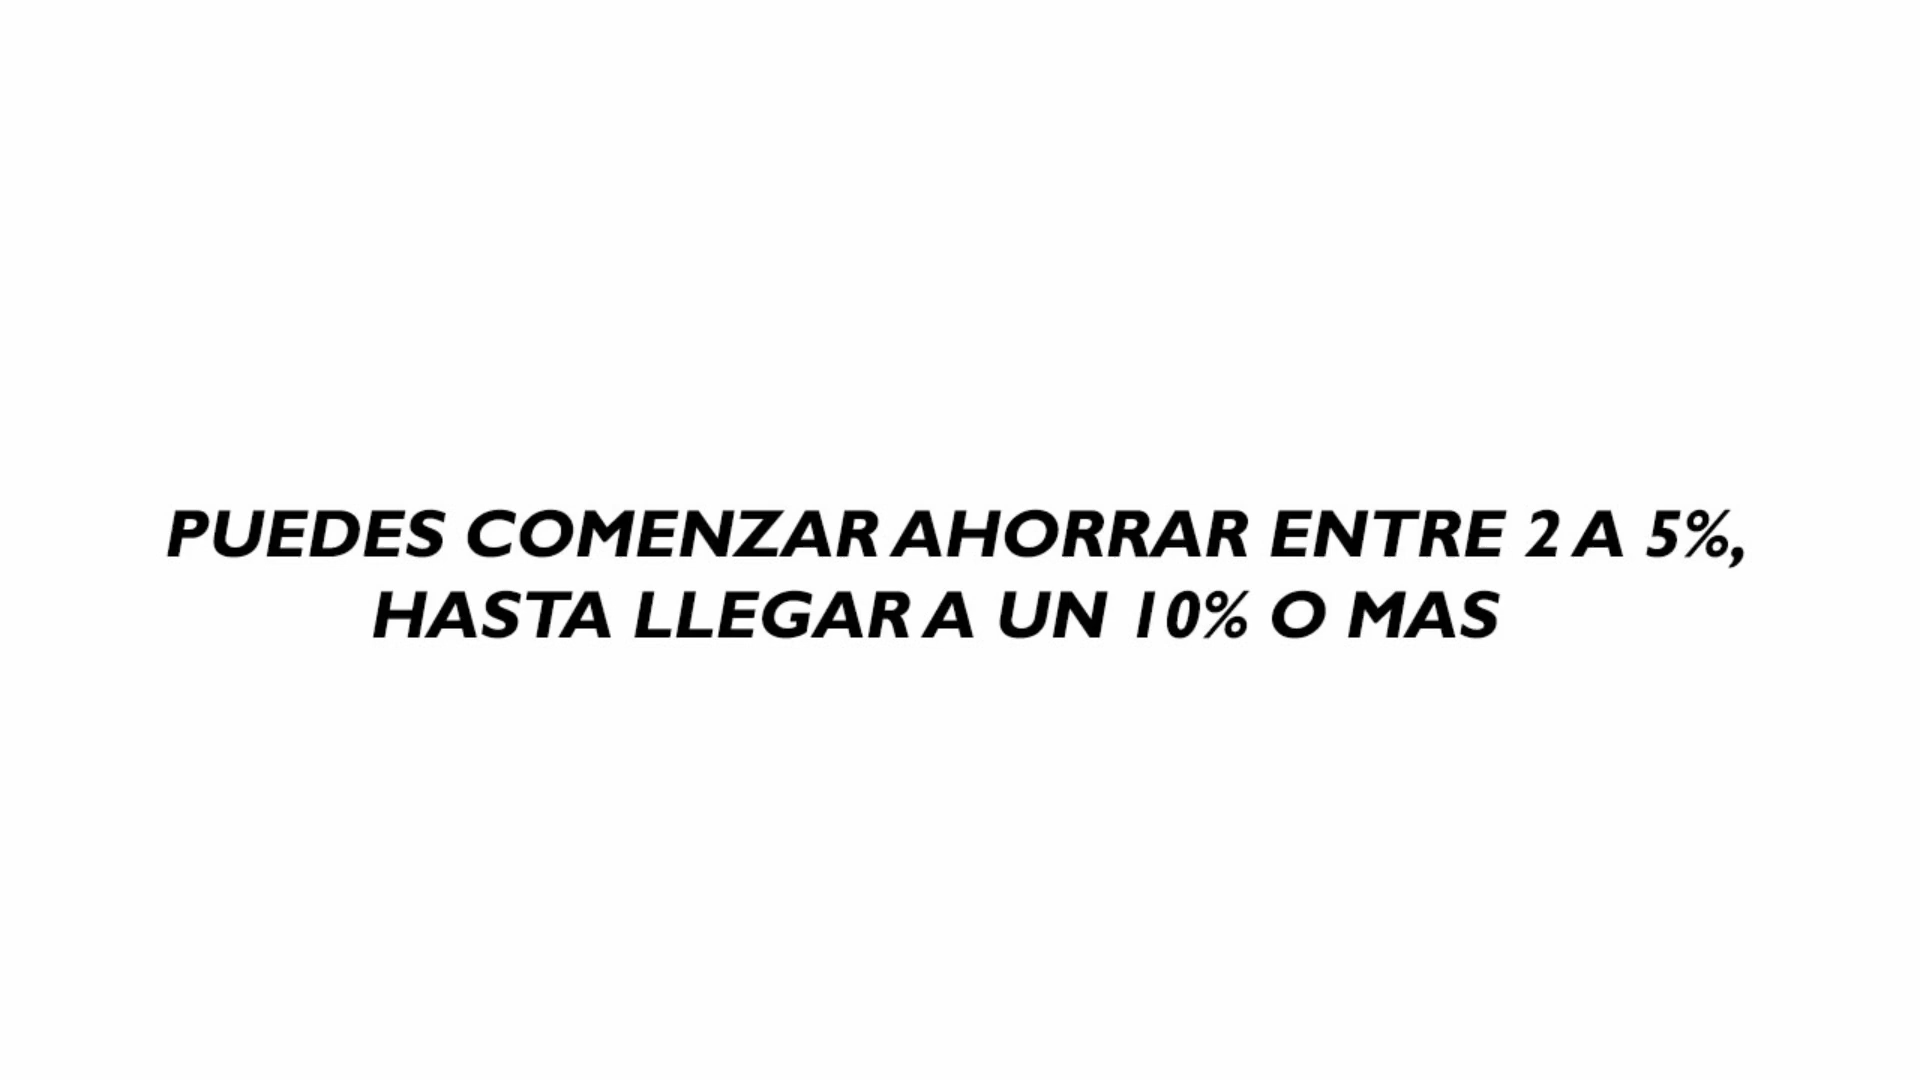 PUEDES COMENZAR AHORRAR ENTRE 2 A 5%,
HASTA LLEGAR A UN 10% O MAS